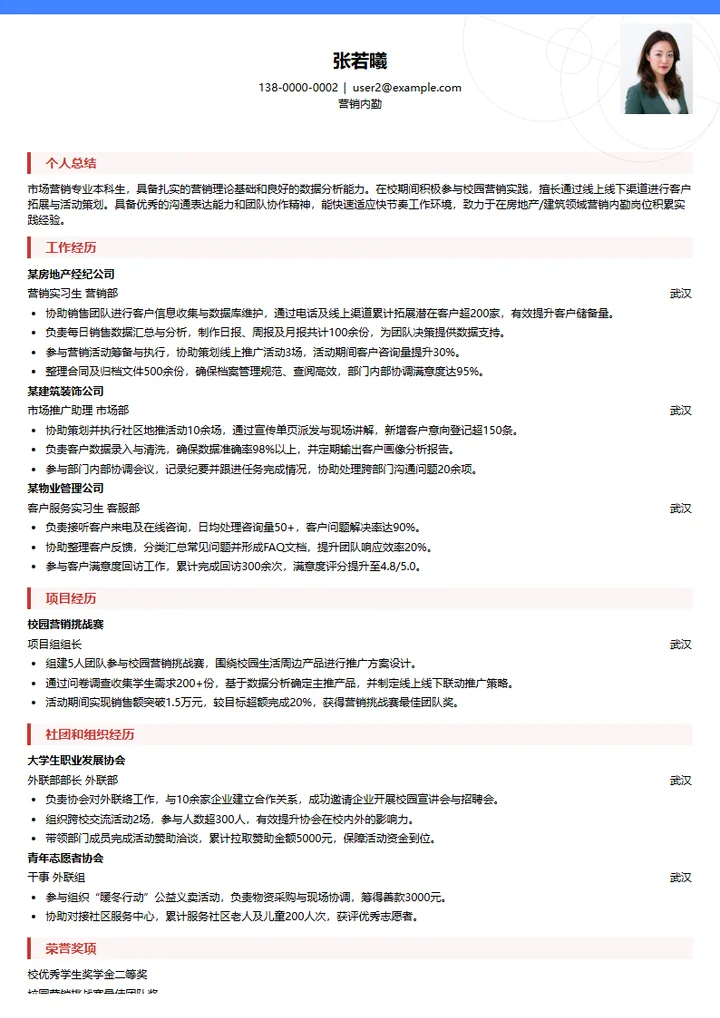 张若曦
138-0000-0002 | user2@example.com
营销内勤
个人总结
市场营销专业本科生，具备扎实的营销理论基础和良好的数据分析能力。在校期间积极参与校园营销实践，擅长通过线上线下渠道进行客户
拓展与活动策划。具备优秀的沟通表达能力和团队协作精神，能快速适应快节奏工作环境，致力于在房地产/建筑领域营销内勤岗位积累实
践经验。
工作经历
某房地产经纪公司
营销实习生 营销部 武汉
• 协助销售团队进行客户信息收集与数据库维护，通过电话及线上渠道累计拓展潜在客户超200家，有效提升客户储备量。
• 负责每日销售数据汇总与分析，制作日报、周报及月报共计100余份，为团队决策提供数据支持。
• 参与营销活动筹备与执行，协助策划线上推广活动3场，活动期间客户咨询量提升30%。
• 整理合同及归档文件500余份，确保档案管理规范、查阅高效，部门内部协调满意度达95%。
某建筑装饰公司
市场推广助理 市场部 武汉
• 协助策划并执行社区地推活动10余场，通过宣传单页派发与现场讲解，新增客户意向登记超150条。
• 负责客户数据录入与清洗，确保数据准确率98%以上，并定期输出客户画像分析报告。
• 参与部门内部协调会议，记录纪要并跟进任务完成情况，协助处理跨部门沟通问题20余项。
某物业管理公司
客户服务实习生 客服部 武汉
• 负责接听客户来电及在线咨询，日均处理咨询量50+，客户问题解决率达90%。
• 协助整理客户反馈，分类汇总常见问题并形成FAQ文档，提升团队响应效率20%。
• 参与客户满意度回访工作，累计完成回访300余次，满意度评分提升至4.8/5.0。
项目经历
校园营销挑战赛
项目组组长 武汉
• 组建5人团队参与校园营销挑战赛，围绕校园生活周边产品进行推广方案设计。
• 通过问卷调查收集学生需求200+份，基于数据分析确定主推产品，并制定线上线下联动推广策略。
• 活动期间实现销售额突破1.5万元，较目标超额完成20%，获得营销挑战赛最佳团队奖。
社团和组织经历
大学生职业发展协会
外联部部长 外联部 武汉
• 负责协会对外联络工作，与10余家企业建立合作关系，成功邀请企业开展校园宣讲会与招聘会。
• 组织跨校交流活动2场，参与人数超300人，有效提升协会在校内外的影响力。
• 带领部门成员完成活动赞助洽谈，累计拉取赞助金额5000元，保障活动资金到位。
青年志愿者协会
干事 外联组 武汉
• 参与组织“暖冬行动”公益义卖活动，负责物资采购与现场协调，筹得善款3000元。
• 协助对接社区服务中心，累计服务社区老人及儿童200人次，获评优秀志愿者。
荣誉奖项
校优秀学生奖学金二等奖
校园营销挑战赛最佳团队奖